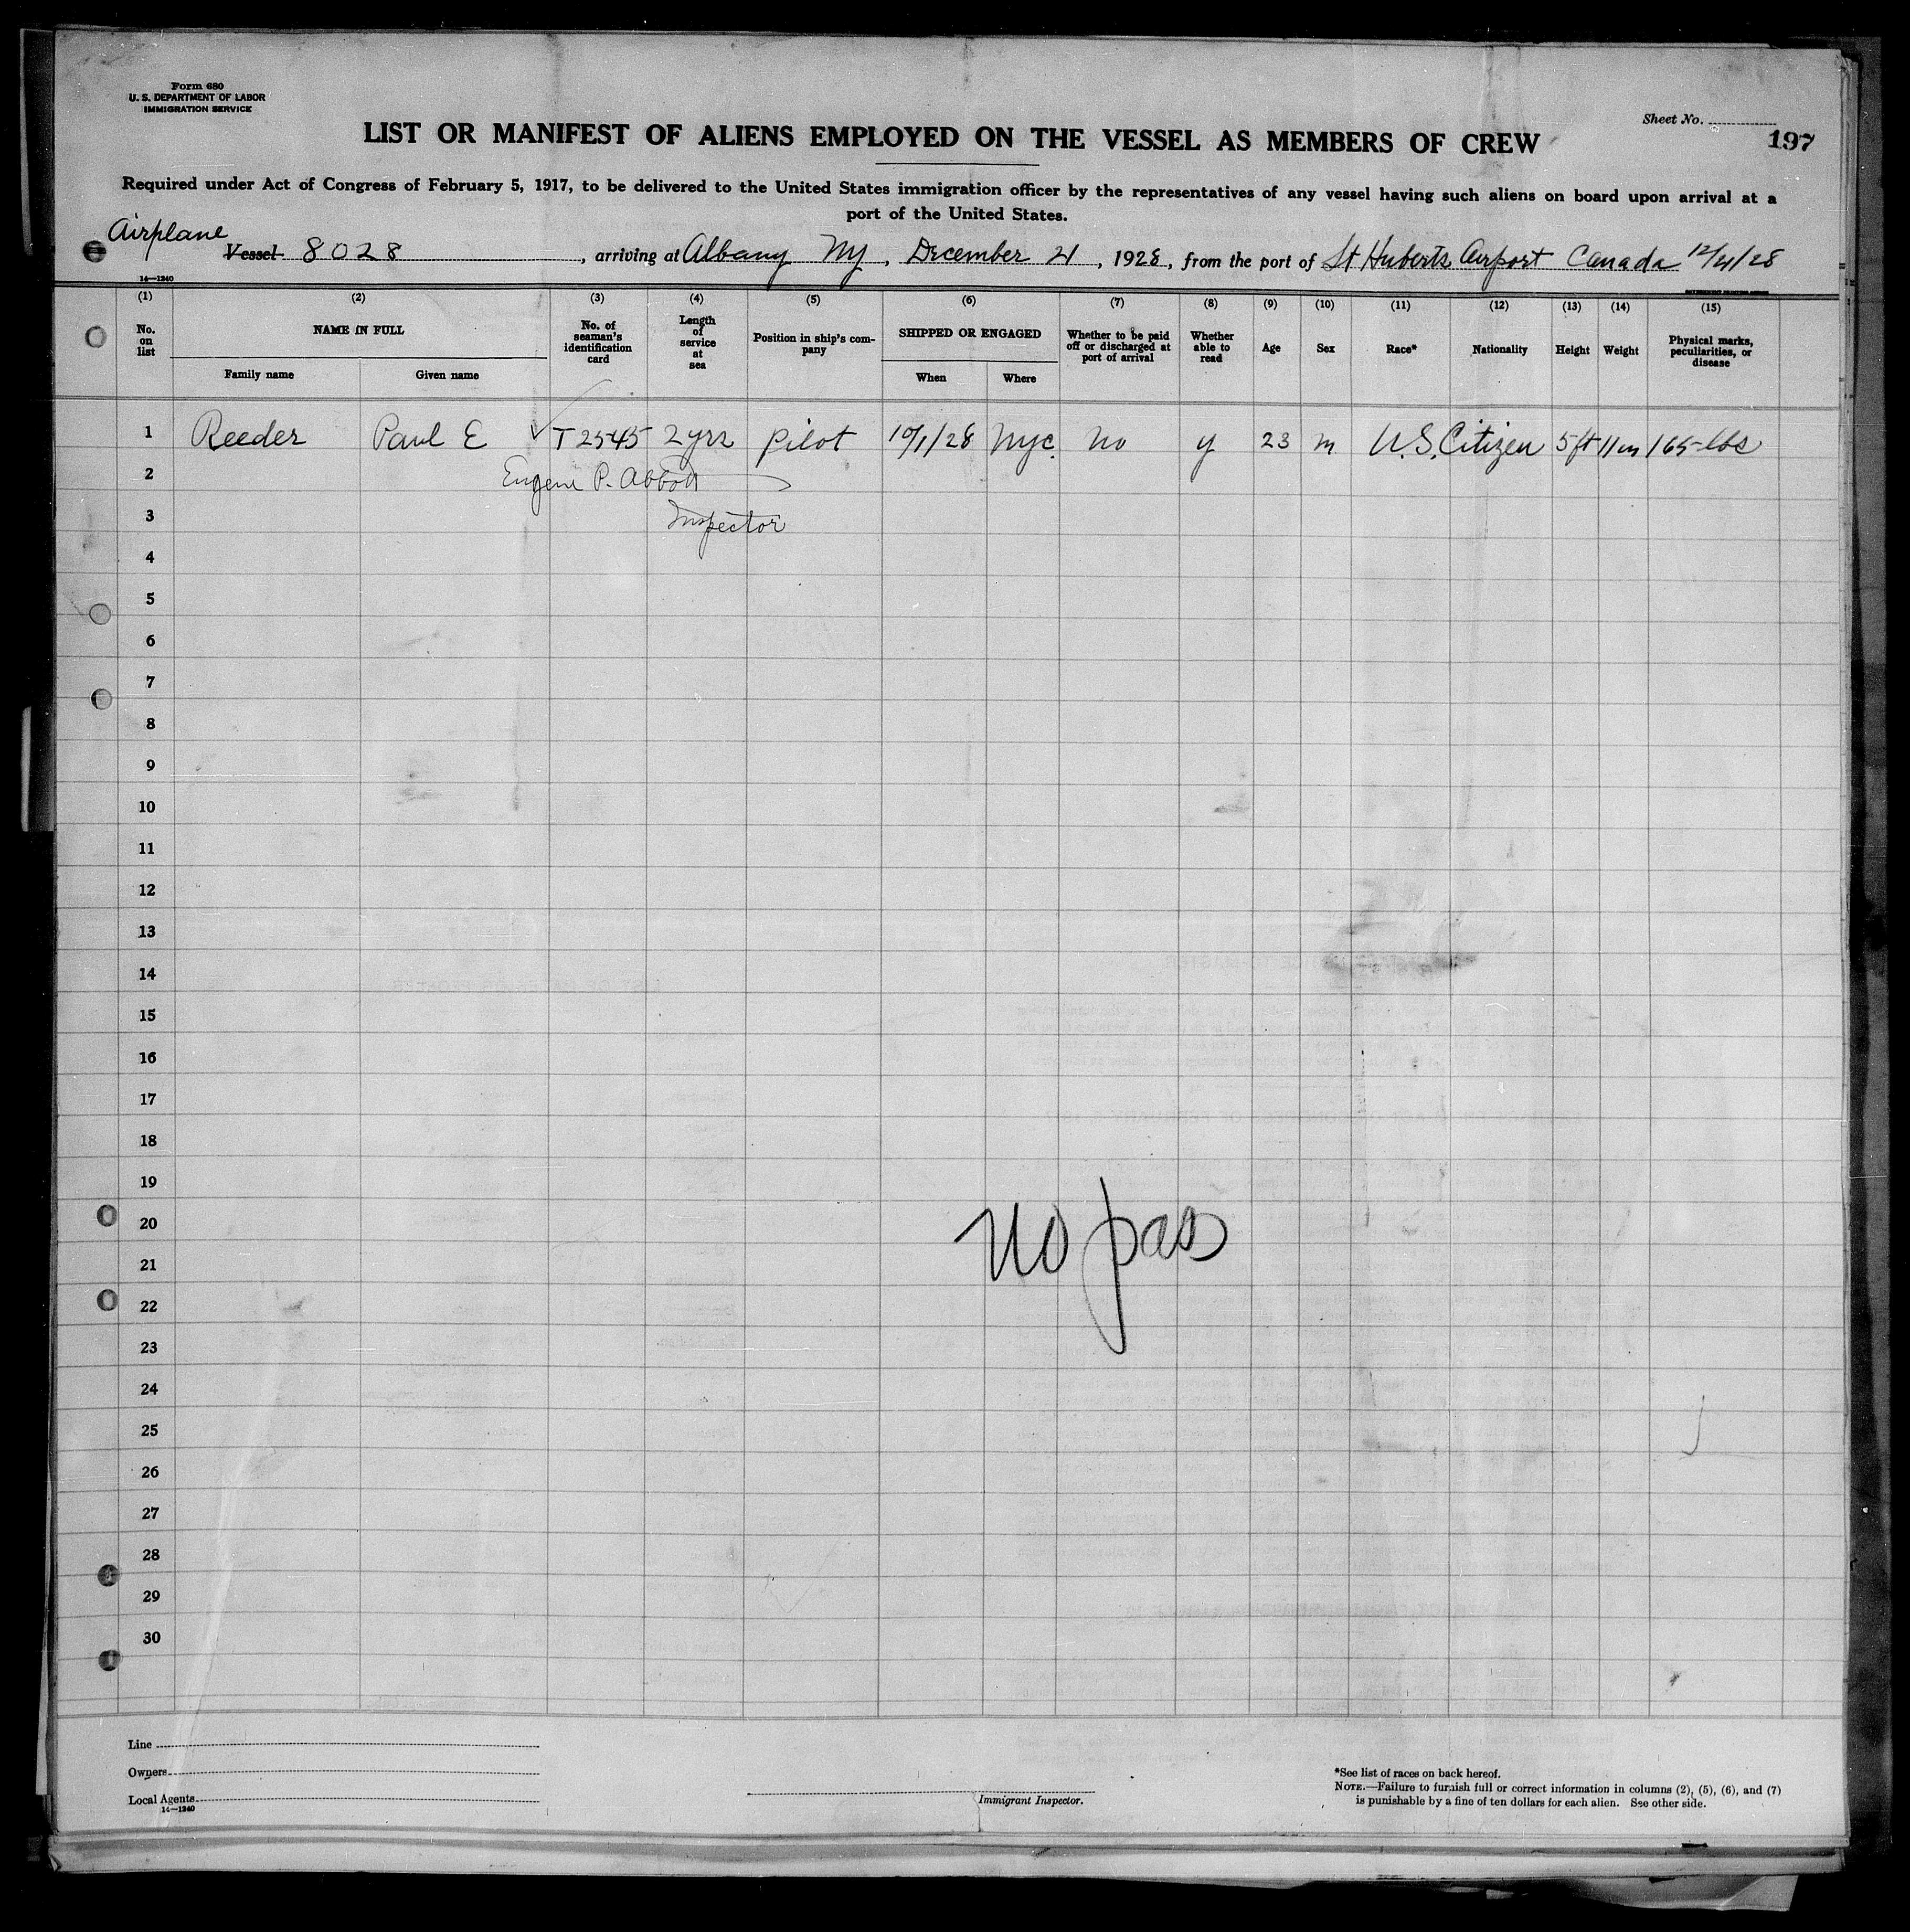 Form 680
U. S. DEPARTMENT OF LABOR
IMMIGRATION SERVICE
Sheet No.
197
LIST OR MANIFEST OF ALIENS EMPLOYED ON THE VESSEL AS MEMBERS OF CREW
Required under Act of Congress of February 5, 1917, to be delivered to the United States immigration officer by the representatives of any vessel having such aliens on board upon arrival at a
port of the United States.
Airplane
Vessel 8028, arriving at Albany NY, December 21, 1928, from the port of St Huberts Airport Canada 12/21/28
14—1240
(1) (2) (3) (4) (5) (6) (7) (8) (9) (10) (11) (12) (13) (14) (15)
No. on list
NAME IN FULL
Family name
Given name
No. of seaman's identification card
Length of service at sea
Position in ship's company
SHIPPED OR ENGAGED
When
Where
Whether to be paid off or discharged at port of arrival
Whether able to read
Age
Sex
Race*
Nationality
Height
Weight
Physical marks, peculiarities, or disease
1 Reeder Paul E T2545 2 yrs pilot 10/1/28 NYC. No y 23 m U.S. Citizen 5ft 11in 165 lbs
2 Eugene P. Abbott
3 Inspector
4
5
6
7
8
9
10
11
12
13
14
15
16
17
18
19
20
no pass
21
22
23
24
25
26
27
28
29
30
Line
Owners
Local Agents
14—1240
Immigrant Inspector.
*See list of races on back hereof.
NOTE.—Failure to furnish full or correct information in columns (2), (5), (6), and (7)
is punishable by a fine of ten dollars for each alien. See other side.